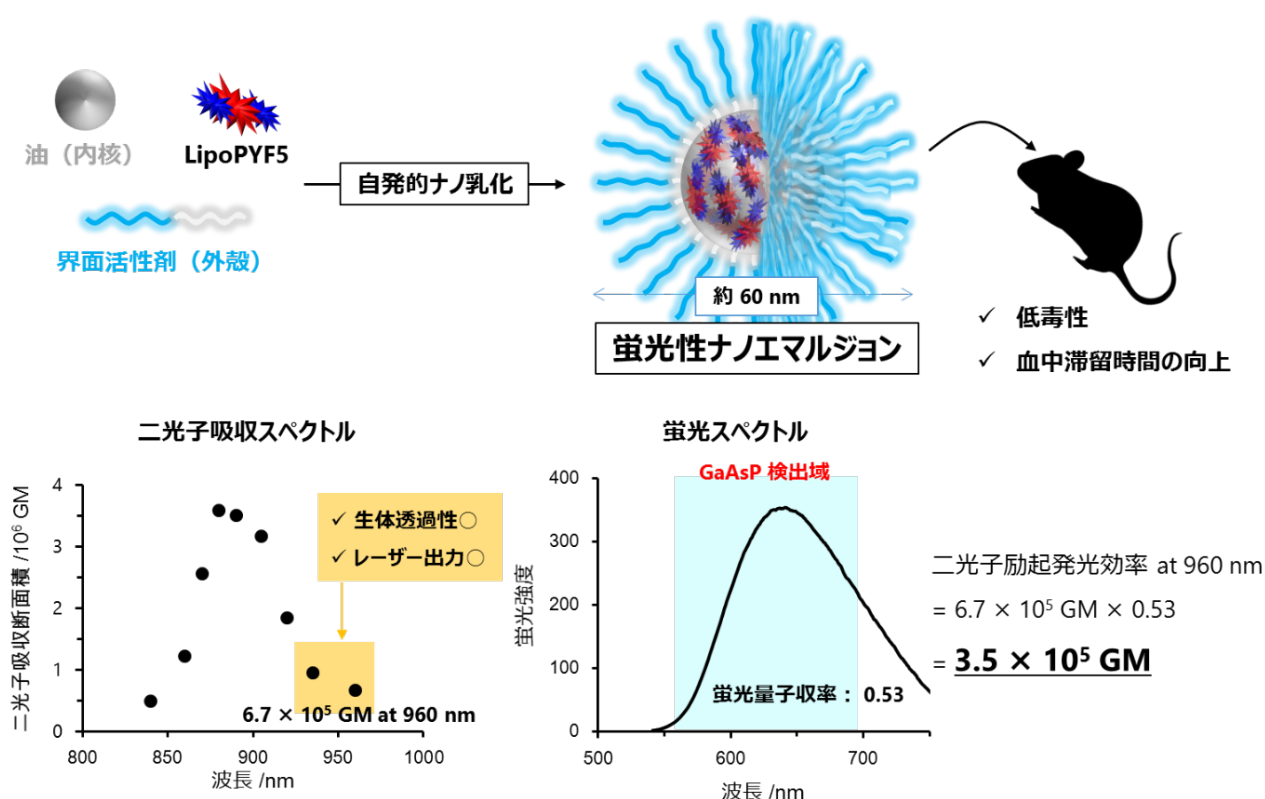 油（内核）
LipoPYF5
界面活性剤（外殻）
自発的ナノ乳化
約 60 nm
蛍光性ナノエマルジョン
✓ 低毒性
✓ 血中滞留時間の向上
二光子吸収スペクトル
二光子吸収断面積 /10⁶ GM
4
3
2
1
0
✓ 生体透過性○
✓ レーザー出力○
6.7 × 10⁵ GM at 960 nm
800
850
900
950
1000
波長 /nm
蛍光スペクトル
GaAsP 検出域
蛍光強度
400
300
200
100
0
蛍光量子収率： 0.53
500
600
700
波長 /nm
二光子励起発光効率 at 960 nm
= 6.7 × 10⁵ GM × 0.53
= 3.5 × 10⁵ GM